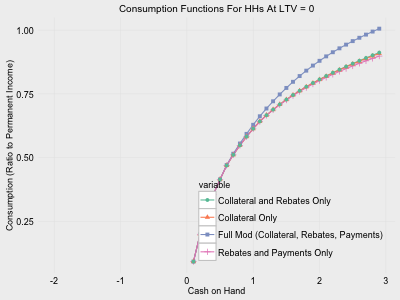 Consumption Functions For HHs At LTV = 0
Consumption (Ratio to Permanent Income)
1.00
0.75
0.50
0.25
variable
Collateral and Rebates Only
Collateral Only
Full Mod (Collateral, Rebates, Payments)
Rebates and Payments Only
-2 -1 0 1 2 3
Cash on Hand